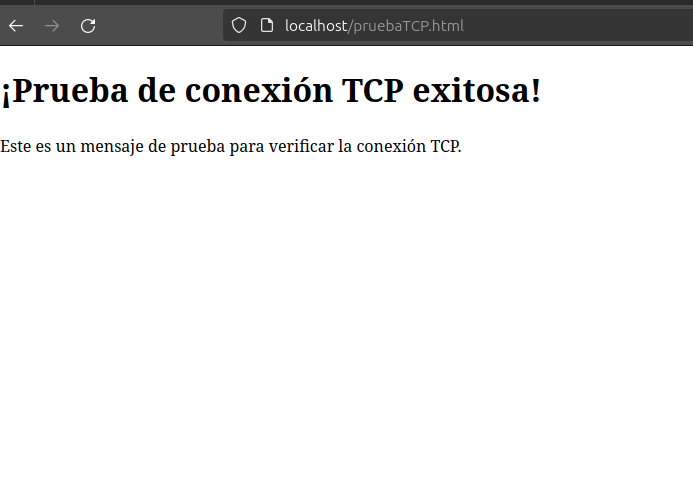 localhost/pruebaTCP.html
¡Prueba de conexión TCP exitosa!
Este es un mensaje de prueba para verificar la conexión TCP.